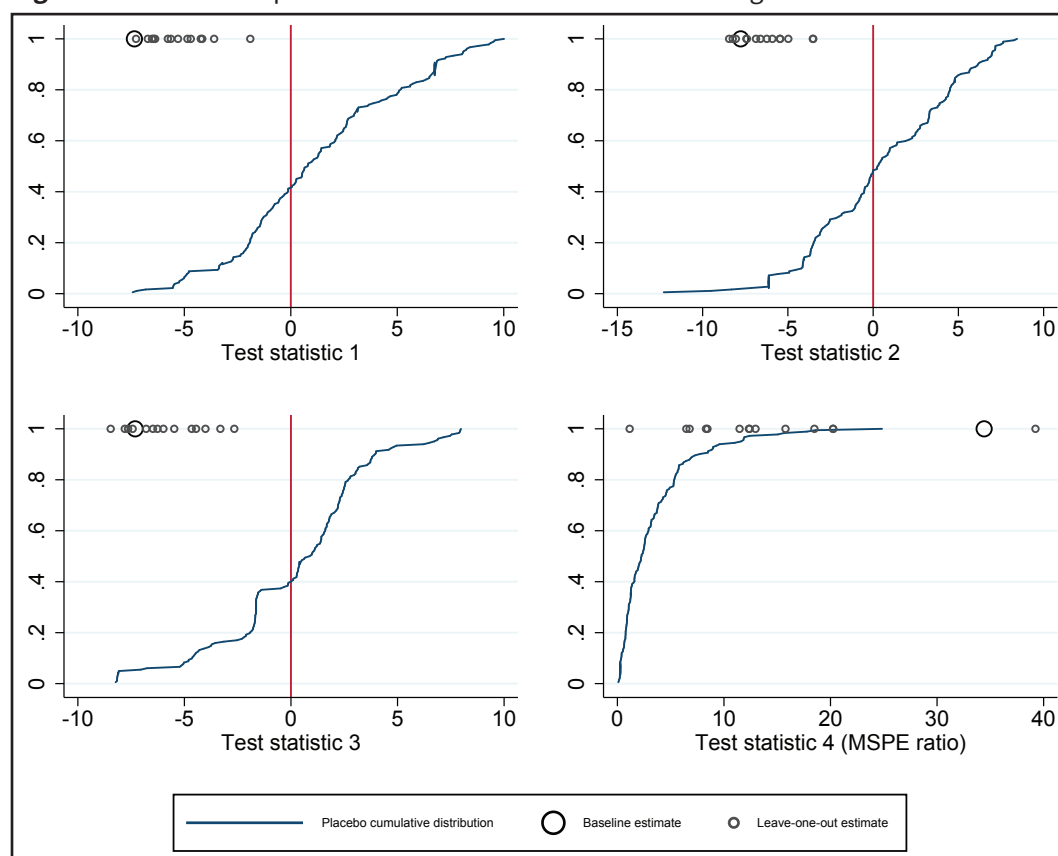 0 .2 .4 .6 .8 1
-10 -5 0 5 10
Test statistic 1
0 .2 .4 .6 .8 1
-15 -10 -5 0 5 10
Test statistic 2
0 .2 .4 .6 .8 1
-10 -5 0 5 10
Test statistic 3
0 .2 .4 .6 .8 1
0 10 20 30 40
Test statistic 4 (MSPE ratio)
Placebo cumulative distribution Baseline estimate Leave-one-out estimate